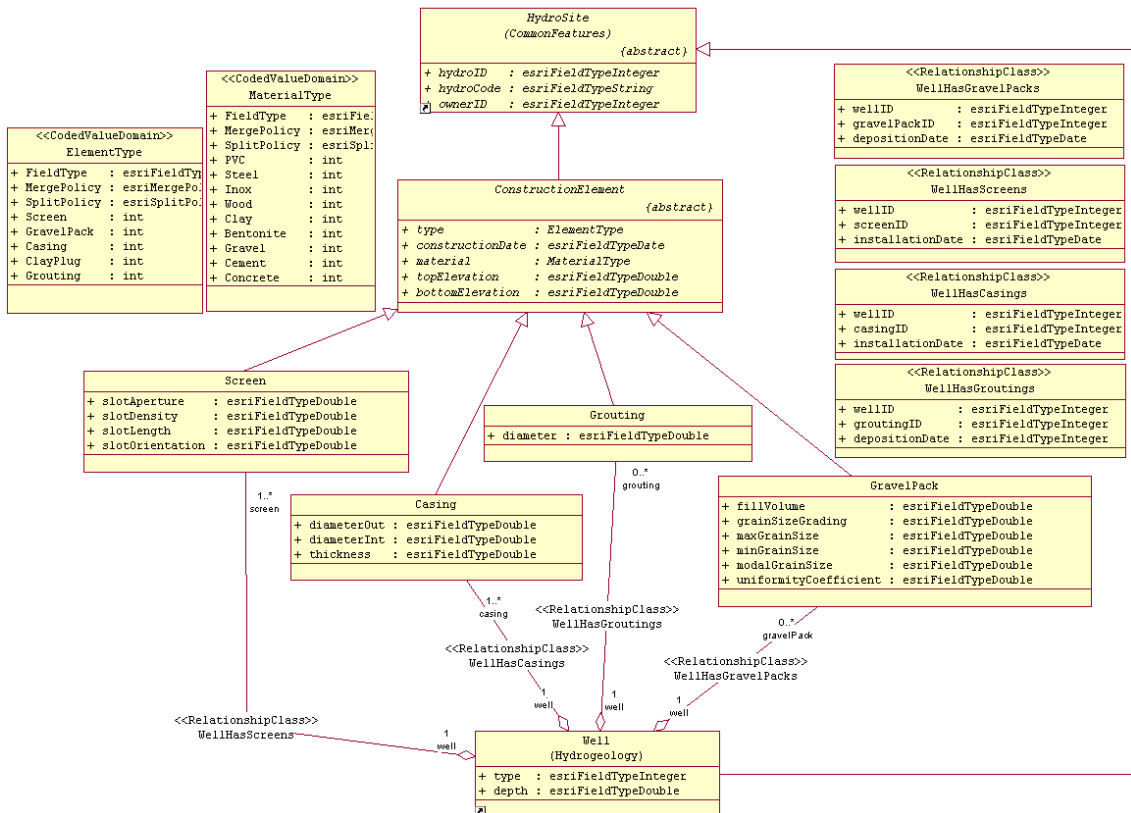 HydroSite
(CommonFeatures)
{abstract}
+ hydroID : esriFieldTypeInteger
+ hydroCode : esriFieldTypeString
+ ownerID : esriFieldTypeInteger
<<CodedValueDomain>>
ElementType
+ FieldType : esriFieldTyp
+ MergePolicy : esriMergePol
+ SplitPolicy : esriSplitPol
+ Screen : int
+ GravelPack : int
+ Casing : int
+ ClayPlug : int
+ Grouting : int
<<CodedValueDomain>>
MaterialType
+ FieldType : esriFiel
+ MergePolicy : esriMerg
+ SplitPolicy : esriSpli
+ PVC : int
+ Steel : int
+ Inox : int
+ Wood : int
+ Clay : int
+ Bentonite : int
+ Gravel : int
+ Cement : int
+ Concrete : int
ConstructionElement
{abstract}
+ type : ElementType
+ constructionDate : esriFieldTypeDate
+ material : MaterialType
+ topElevation : esriFieldTypeDouble
+ bottomElevation : esriFieldTypeDouble
<<RelationshipClass>>
WellHasGravelPacks
+ wellID : esriFieldTypeInteger
+ gravelPackID : esriFieldTypeInteger
+ depositionDate : esriFieldTypeDate
<<RelationshipClass>>
WellHasScreens
+ wellID : esriFieldTypeInteger
+ screenID : esriFieldTypeInteger
+ installationDate : esriFieldTypeDate
<<RelationshipClass>>
WellHasCasings
+ wellID : esriFieldTypeInteger
+ casingID : esriFieldTypeInteger
+ installationDate : esriFieldTypeDate
<<RelationshipClass>>
WellHasGroutings
+ wellID : esriFieldTypeInteger
+ groutingID : esriFieldTypeInteger
+ depositionDate : esriFieldTypeInteger
Screen
+ slotAperture : esriFieldTypeDouble
+ slotDensity : esriFieldTypeDouble
+ slotLength : esriFieldTypeDouble
+ slotOrientation : esriFieldTypeDouble
Grouting
+ diameter : esriFieldTypeDouble
Casing
+ diameterOut : esriFieldTypeDouble
+ diameterInt : esriFieldTypeDouble
+ thickness : esriFieldTypeDouble
GravelPack
+ fillVolume : esriFieldTypeDouble
+ grainSizeGrading : esriFieldTypeDouble
+ maxGrainSize : esriFieldTypeDouble
+ minGrainSize : esriFieldTypeDouble
+ modalGrainSize : esriFieldTypeDouble
+ uniformityCoefficient : esriFieldTypeDouble
1..*
screen
0..*
grouting
1..*
casing
0..*
gravelPack
<<RelationshipClass>>
WellHasGroutings
<<RelationshipClass>>
WellHasCasings
<<RelationshipClass>>
WellHasGravelPacks
<<RelationshipClass>>
WellHasScreens
1
well
1
well
1
well
1
well
Well
(Hydrogeology)
+ type : esriFieldTypeInteger
+ depth : esriFieldTypeDouble